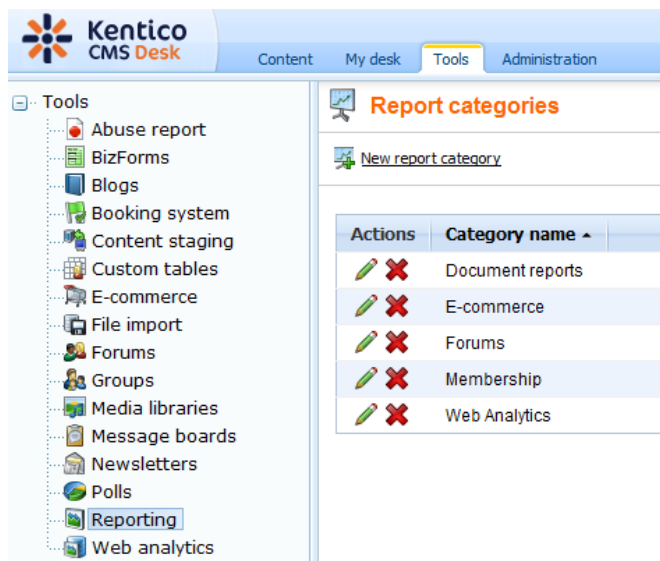 Kentico
CMS Desk
Content My desk Tools Administration
Tools
Abuse report
BizForms
Blogs
Booking system
Content staging
Custom tables
E-commerce
File import
Forums
Groups
Media libraries
Message boards
Newsletters
Polls
Reporting
Web analytics
Report categories
New report category
Actions Category name
Document reports
E-commerce
Forums
Membership
Web Analytics